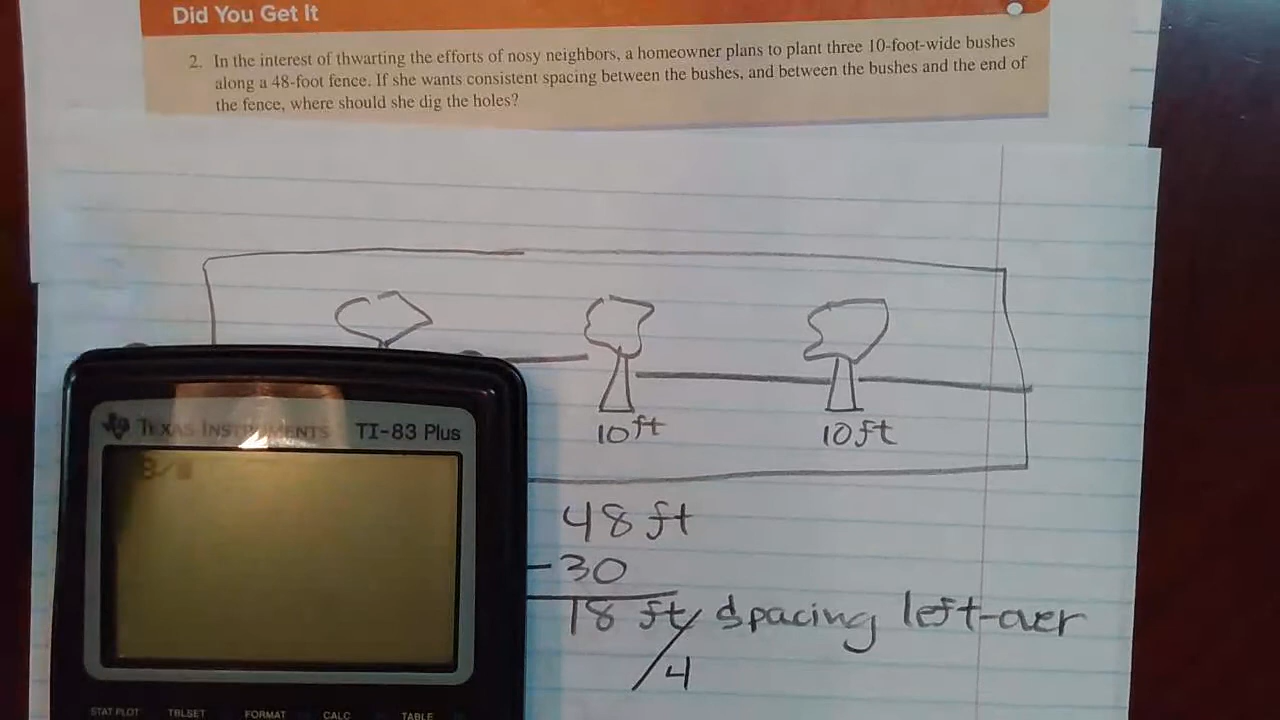 Did You Get It
2. In the interest of thwarting the efforts of nosy neighbors, a homeowner plans to plant three 10-foot-wide bushes
along a 48-foot fence. If she wants consistent spacing between the bushes, and between the bushes and the end of
the fence, where should she dig the holes?
TEXAS INSTRUMENTS TI-83 Plus
10ft 10ft
48 ft
-30
18 ft spacing left-over
/4
STAT PLOT TBLSET FORMAT CALC TABLE